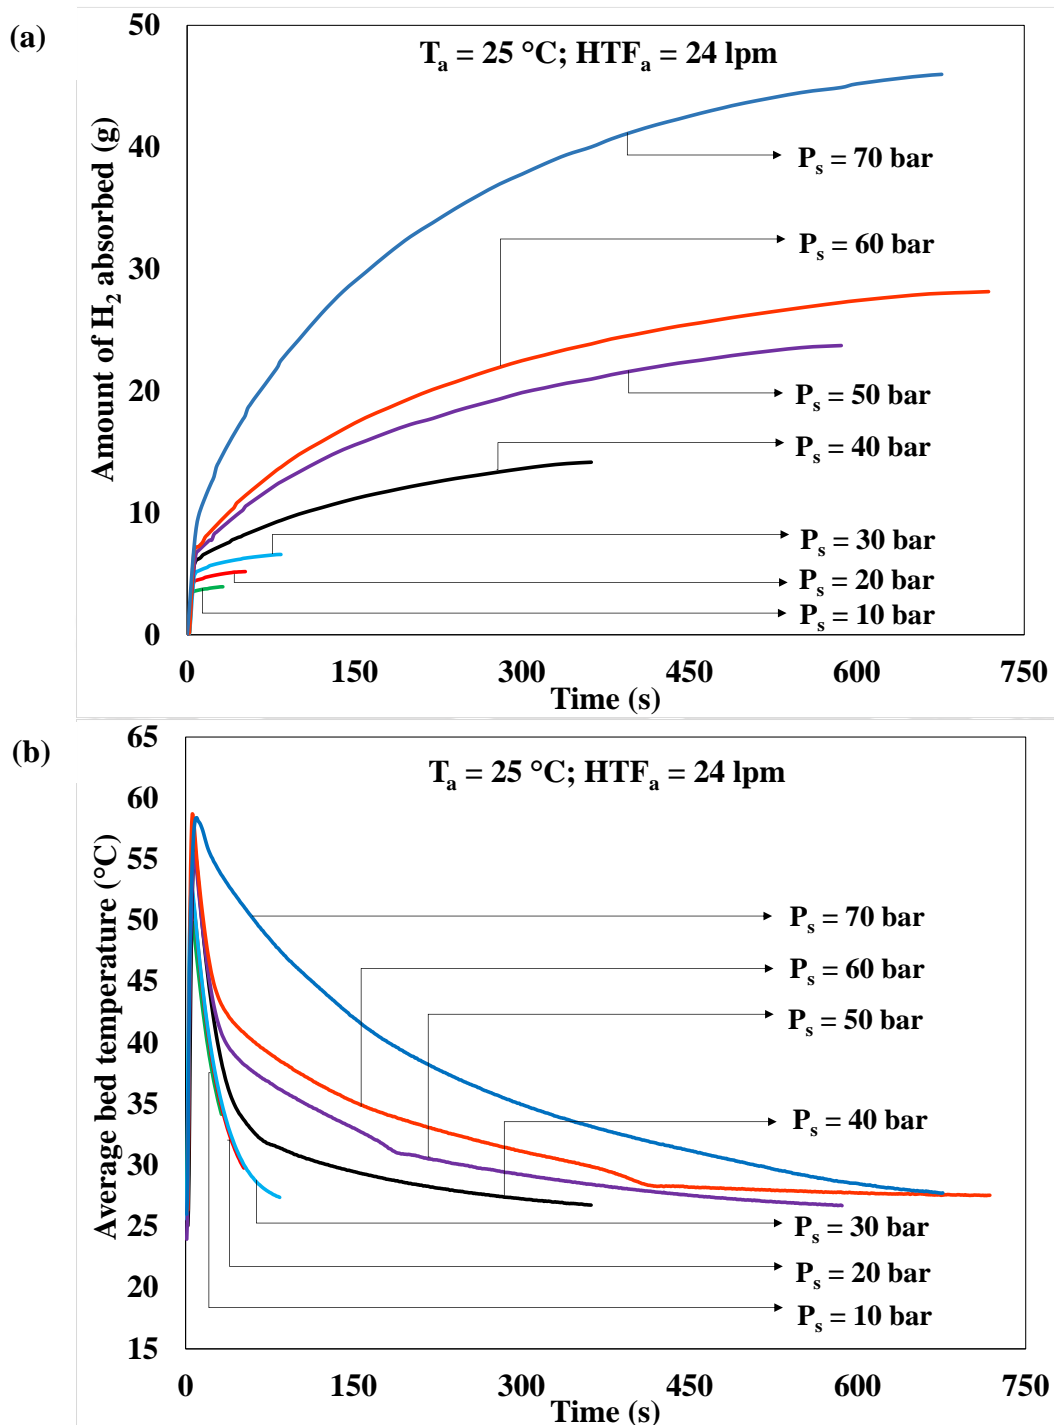 (a)
50
40
30
20
10
0
Amount of H₂ absorbed (g)
Tₐ = 25 °C; HTFₐ = 24 lpm
Pₛ = 70 bar
Pₛ = 60 bar
Pₛ = 50 bar
Pₛ = 40 bar
Pₛ = 30 bar
Pₛ = 20 bar
Pₛ = 10 bar
0 150 300 450 600 750
Time (s)
(b)
65
60
55
50
45
40
35
30
25
20
15
Average bed temperature (°C)
Tₐ = 25 °C; HTFₐ = 24 lpm
Pₛ = 70 bar
Pₛ = 60 bar
Pₛ = 50 bar
Pₛ = 40 bar
Pₛ = 30 bar
Pₛ = 20 bar
Pₛ = 10 bar
0 150 300 450 600 750
Time (s)